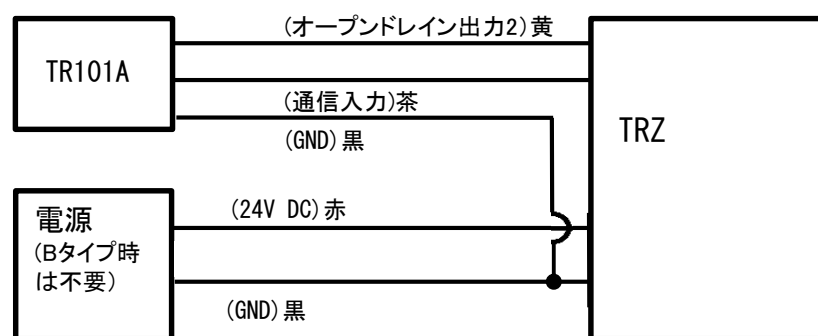 (オープンドレイン出力2)黄
TR101A
(通信入力)茶
(GND)黒
TRZ
電源
(Bタイプ時
は不要)
(24V DC)赤
(GND)黒